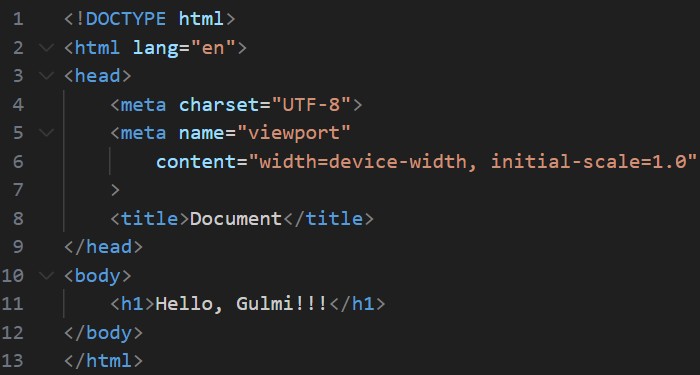 1 <!DOCTYPE html>
2 <html lang="en">
3 <head>
4     <meta charset="UTF-8">
5     <meta name="viewport"
6         content="width=device-width, initial-scale=1.0"
7     >
8     <title>Document</title>
9 </head>
10 <body>
11     <h1>Hello, Gulmi!!!</h1>
12 </body>
13 </html>